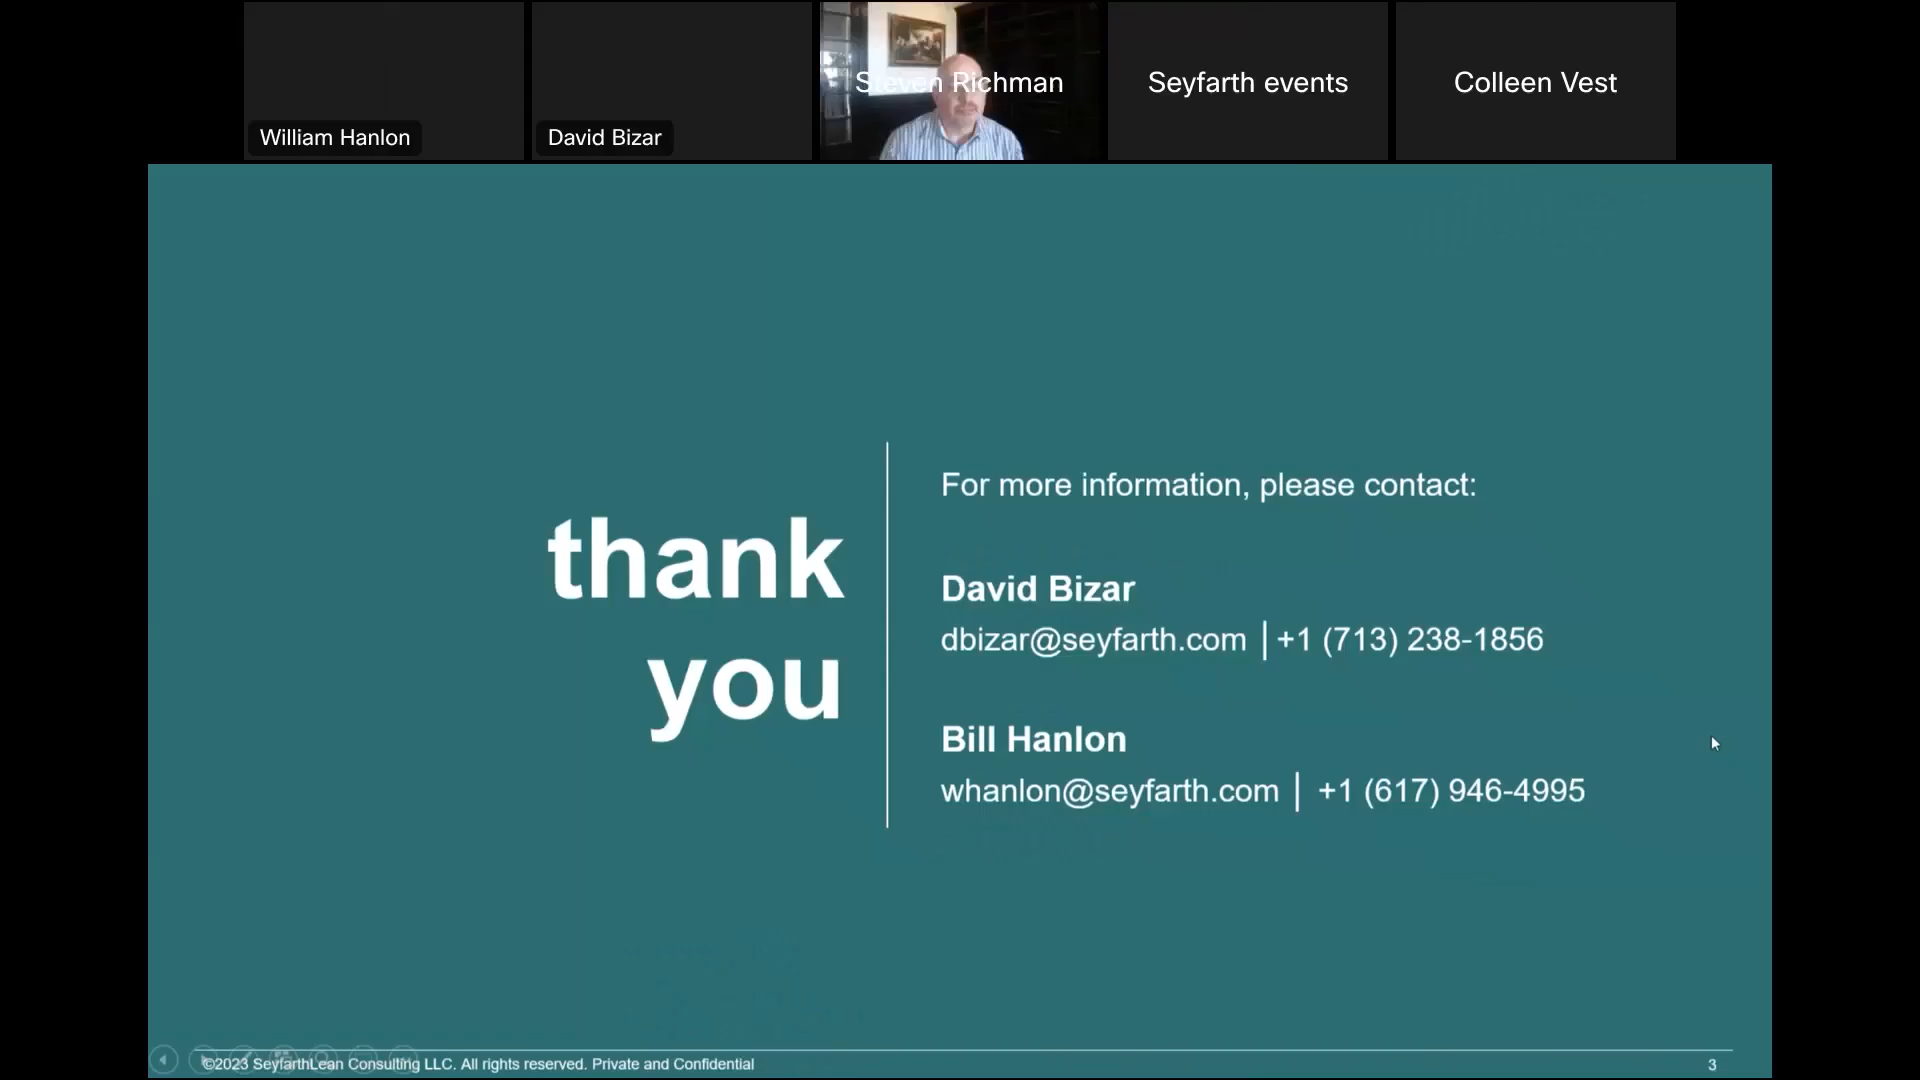 William Hanlon
David Bizar
Steven Richman
Seyfarth events
Colleen Vest
thank
you
For more information, please contact:
David Bizar
dbizar@seyfarth.com | +1 (713) 238-1856
Bill Hanlon
whanlon@seyfarth.com | +1 (617) 946-4995
©2023 SeyfarthLean Consulting LLC. All rights reserved. Private and Confidential
3